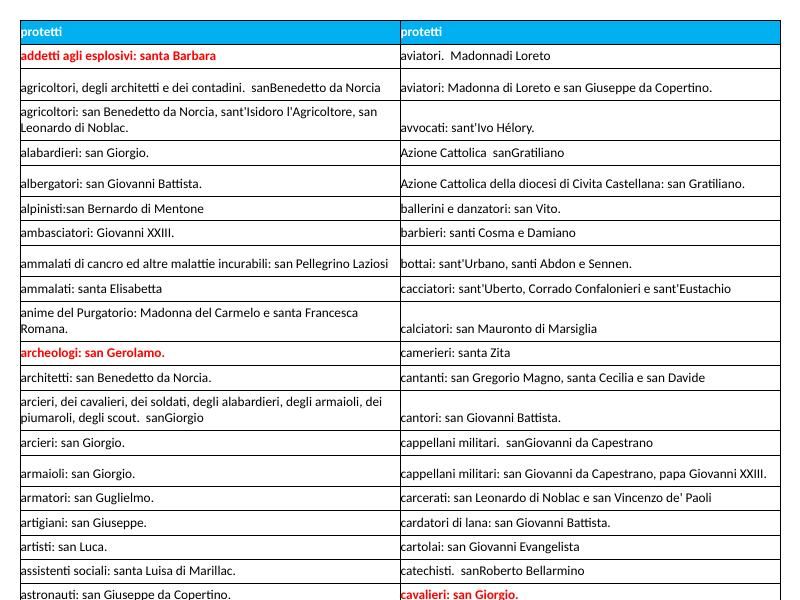 protetti protetti
addetti agli esplosivi: santa Barbara aviatori.  Madonnadi Loreto
agricoltori, degli architetti e dei contadini.  sanBenedetto da Norcia aviatori: Madonna di Loreto e san Giuseppe da Copertino.
agricoltori: san Benedetto da Norcia, sant'Isidoro l'Agricoltore, san
Leonardo di Noblac. avvocati: sant'Ivo Hélory.
alabardieri: san Giorgio. Azione Cattolica  sanGratiliano
albergatori: san Giovanni Battista. Azione Cattolica della diocesi di Civita Castellana: san Gratiliano.
alpinisti:san Bernardo di Mentone ballerini e danzatori: san Vito.
ambasciatori: Giovanni XXIII. barbieri: santi Cosma e Damiano
ammalati di cancro ed altre malattie incurabili: san Pellegrino Laziosi bottai: sant'Urbano, santi Abdon e Sennen.
ammalati: santa Elisabetta cacciatori: sant'Uberto, Corrado Confalonieri e sant'Eustachio
anime del Purgatorio: Madonna del Carmelo e santa Francesca
Romana. calciatori: san Mauronto di Marsiglia
archeologi: san Gerolamo. camerieri: santa Zita
architetti: san Benedetto da Norcia. cantanti: san Gregorio Magno, santa Cecilia e san Davide
arcieri, dei cavalieri, dei soldati, degli alabardieri, degli armaioli, dei
piumaroli, degli scout.  sanGiorgio cantori: san Giovanni Battista.
arcieri: san Giorgio. cappellani militari.  sanGiovanni da Capestrano
armaioli: san Giorgio. cappellani militari: san Giovanni da Capestrano, papa Giovanni XXIII.
armatori: san Guglielmo. carcerati: san Leonardo di Noblac e san Vincenzo de' Paoli
artigiani: san Giuseppe. cardatori di lana: san Giovanni Battista.
artisti: san Luca. cartolai: san Giovanni Evangelista
assistenti sociali: santa Luisa di Marillac. catechisti.  sanRoberto Bellarmino
astronauti: san Giuseppe da Copertino. cavalieri: san Giorgio.